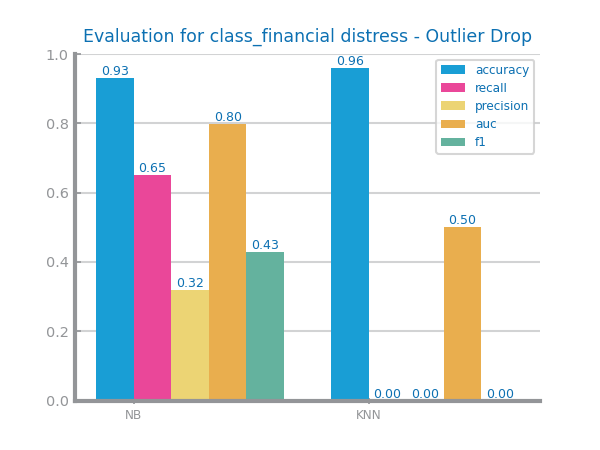 Evaluation for class_financial distress - Outlier Drop
1.0
0.8
0.6
0.4
0.2
0.0
0.93
0.65
0.32
0.80
0.43
0.96
0.00
0.00
0.50
0.00
accuracy
recall
precision
auc
f1
NB
KNN